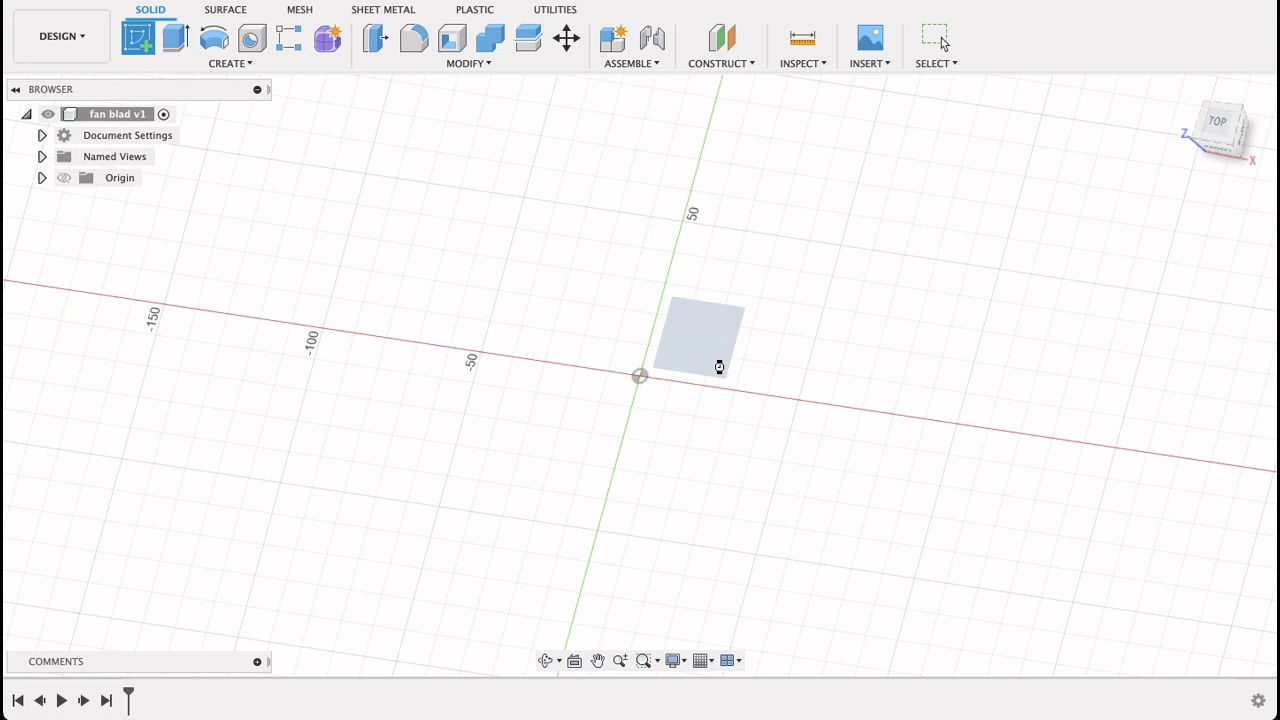 SOLID SURFACE MESH SHEET METAL PLASTIC UTILITIES
DESIGN
CREATE MODIFY ASSEMBLE CONSTRUCT INSPECT INSERT SELECT
BROWSER
fan blad v1
Document Settings
Named Views
Origin
TOP
Z
X
50
-150
-100
-50
COMMENTS